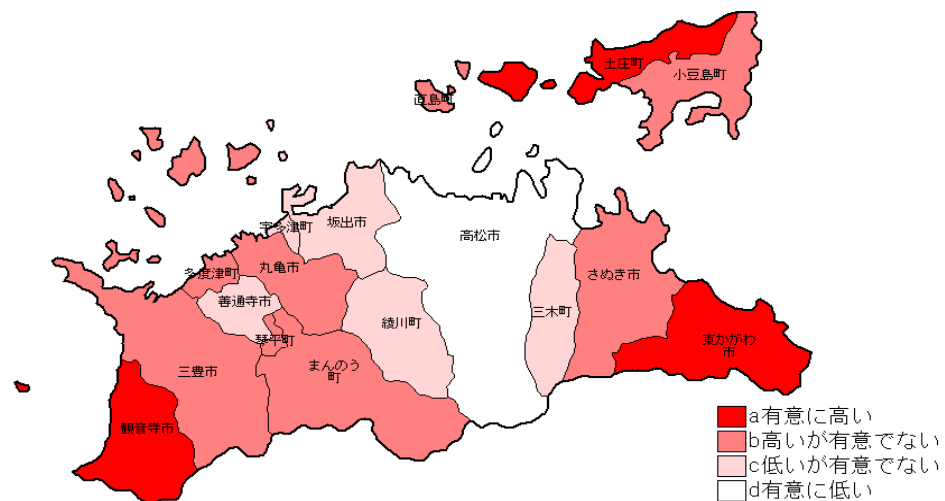 土庄町
小豆島町
直島町
宇多津町
坂出市
高松市
多度津町
丸亀市
さぬき市
善通寺市
綾川町
三木町
琴平町
東かがわ
市
三豊市
まんのう
町
観音寺市
a有意に高い
b高いが有意でない
c低いが有意でない
d有意に低い